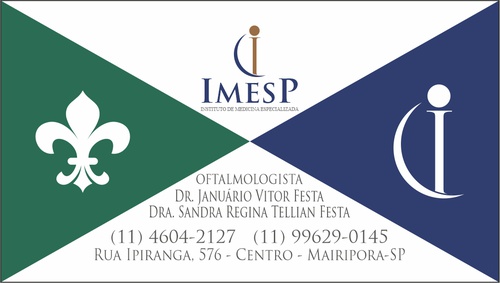 IMESP
INSTITUTO DE MEDICINA ESPECIALIZADA
OFTALMOLOGISTA
DR. JANUÁRIO VITOR FESTA
DRA. SANDRA REGINA TELLIAN FESTA
(11) 4604-2127 (11) 99629-0145
RUA IPIRANGA, 576 - CENTRO - MAIRIPORA-SP